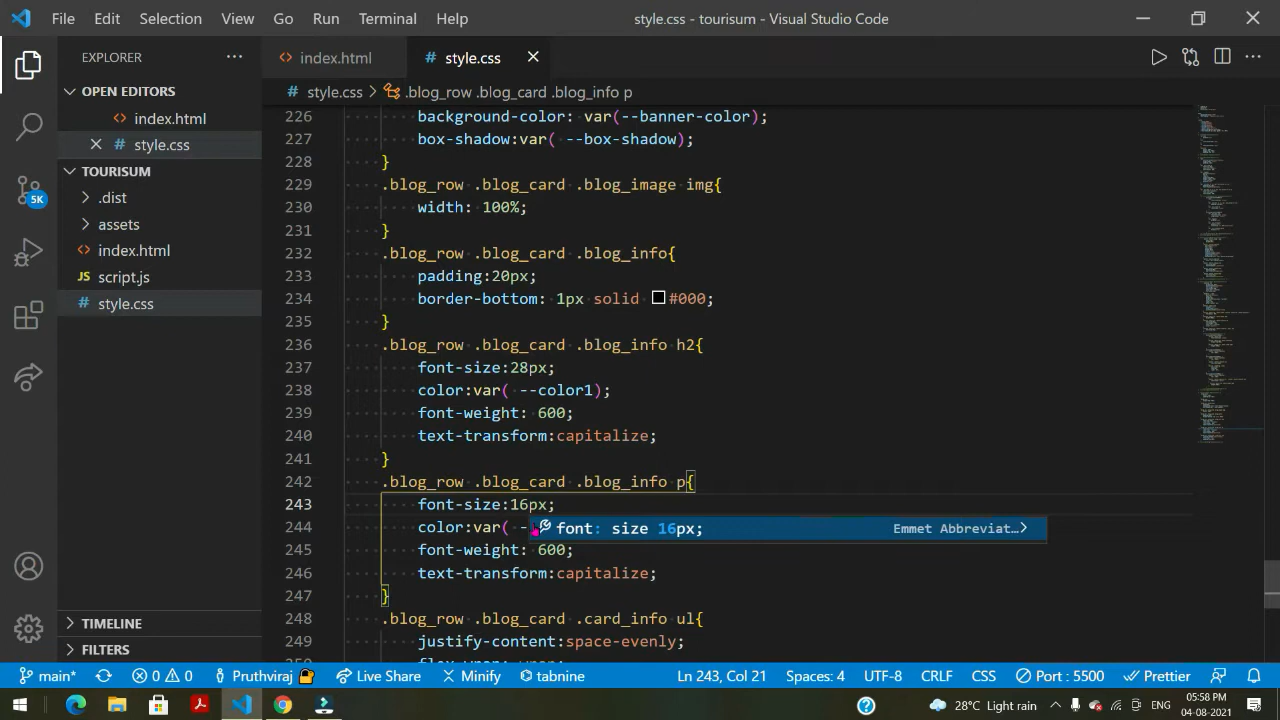 File Edit Selection View Go Run Terminal Help
style.css - tourisum - Visual Studio Code
EXPLORER
OPEN EDITORS
index.html
style.css
TOURISUM
.dist
assets
index.html
script.js
style.css
TIMELINE
FILTERS
5K
index.html
style.css
style.css > .blog_row .blog_card .blog_info p
226 background-color: var(--banner-color);
227 box-shadow:var( --box-shadow);
228 }
229 .blog_row .blog_card .blog_image img{
230 width: 100%;
231 }
232 .blog_row .blog_card .blog_info{
233 padding:20px;
234 border-bottom: 1px solid #000;
235 }
236 .blog_row .blog_card .blog_info h2{
237 font-size:18px;
238 color:var( --color1);
239 font-weight: 600;
240 text-transform:capitalize;
241 }
242 .blog_row .blog_card .blog_info p{
243 font-size:16px;
244 color:var( -
font: size 16px; Emmet Abbreviat…
245 font-weight: 600;
246 text-transform:capitalize;
247 }
248 .blog_row .blog_card .card_info ul{
249 justify-content:space-evenly;
main* 0 0 Pruthviraj Live Share Minify tabnine Ln 243, Col 21 Spaces: 4 UTF-8 CRLF CSS Port : 5500 Prettier
28°C Light rain
05:58 PM
04-08-2021